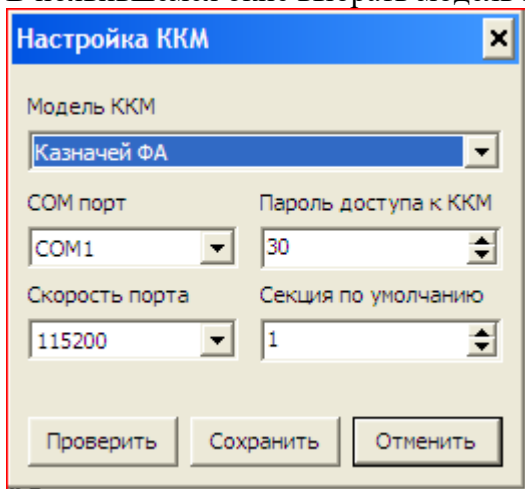 Настройка ККМ
Модель ККМ
Казначей ФА
COM порт Пароль доступа к ККМ
COM1 30
Скорость порта Секция по умолчанию
115200 1
Проверить Сохранить Отменить